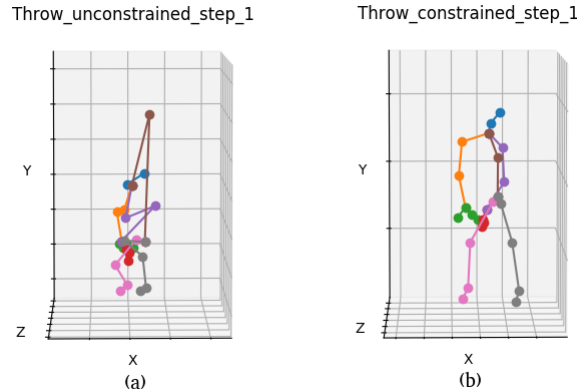 Throw_unconstrained_step_1
Throw_constrained_step_1
Y
Y
Z
Z
X
X
(a)
(b)